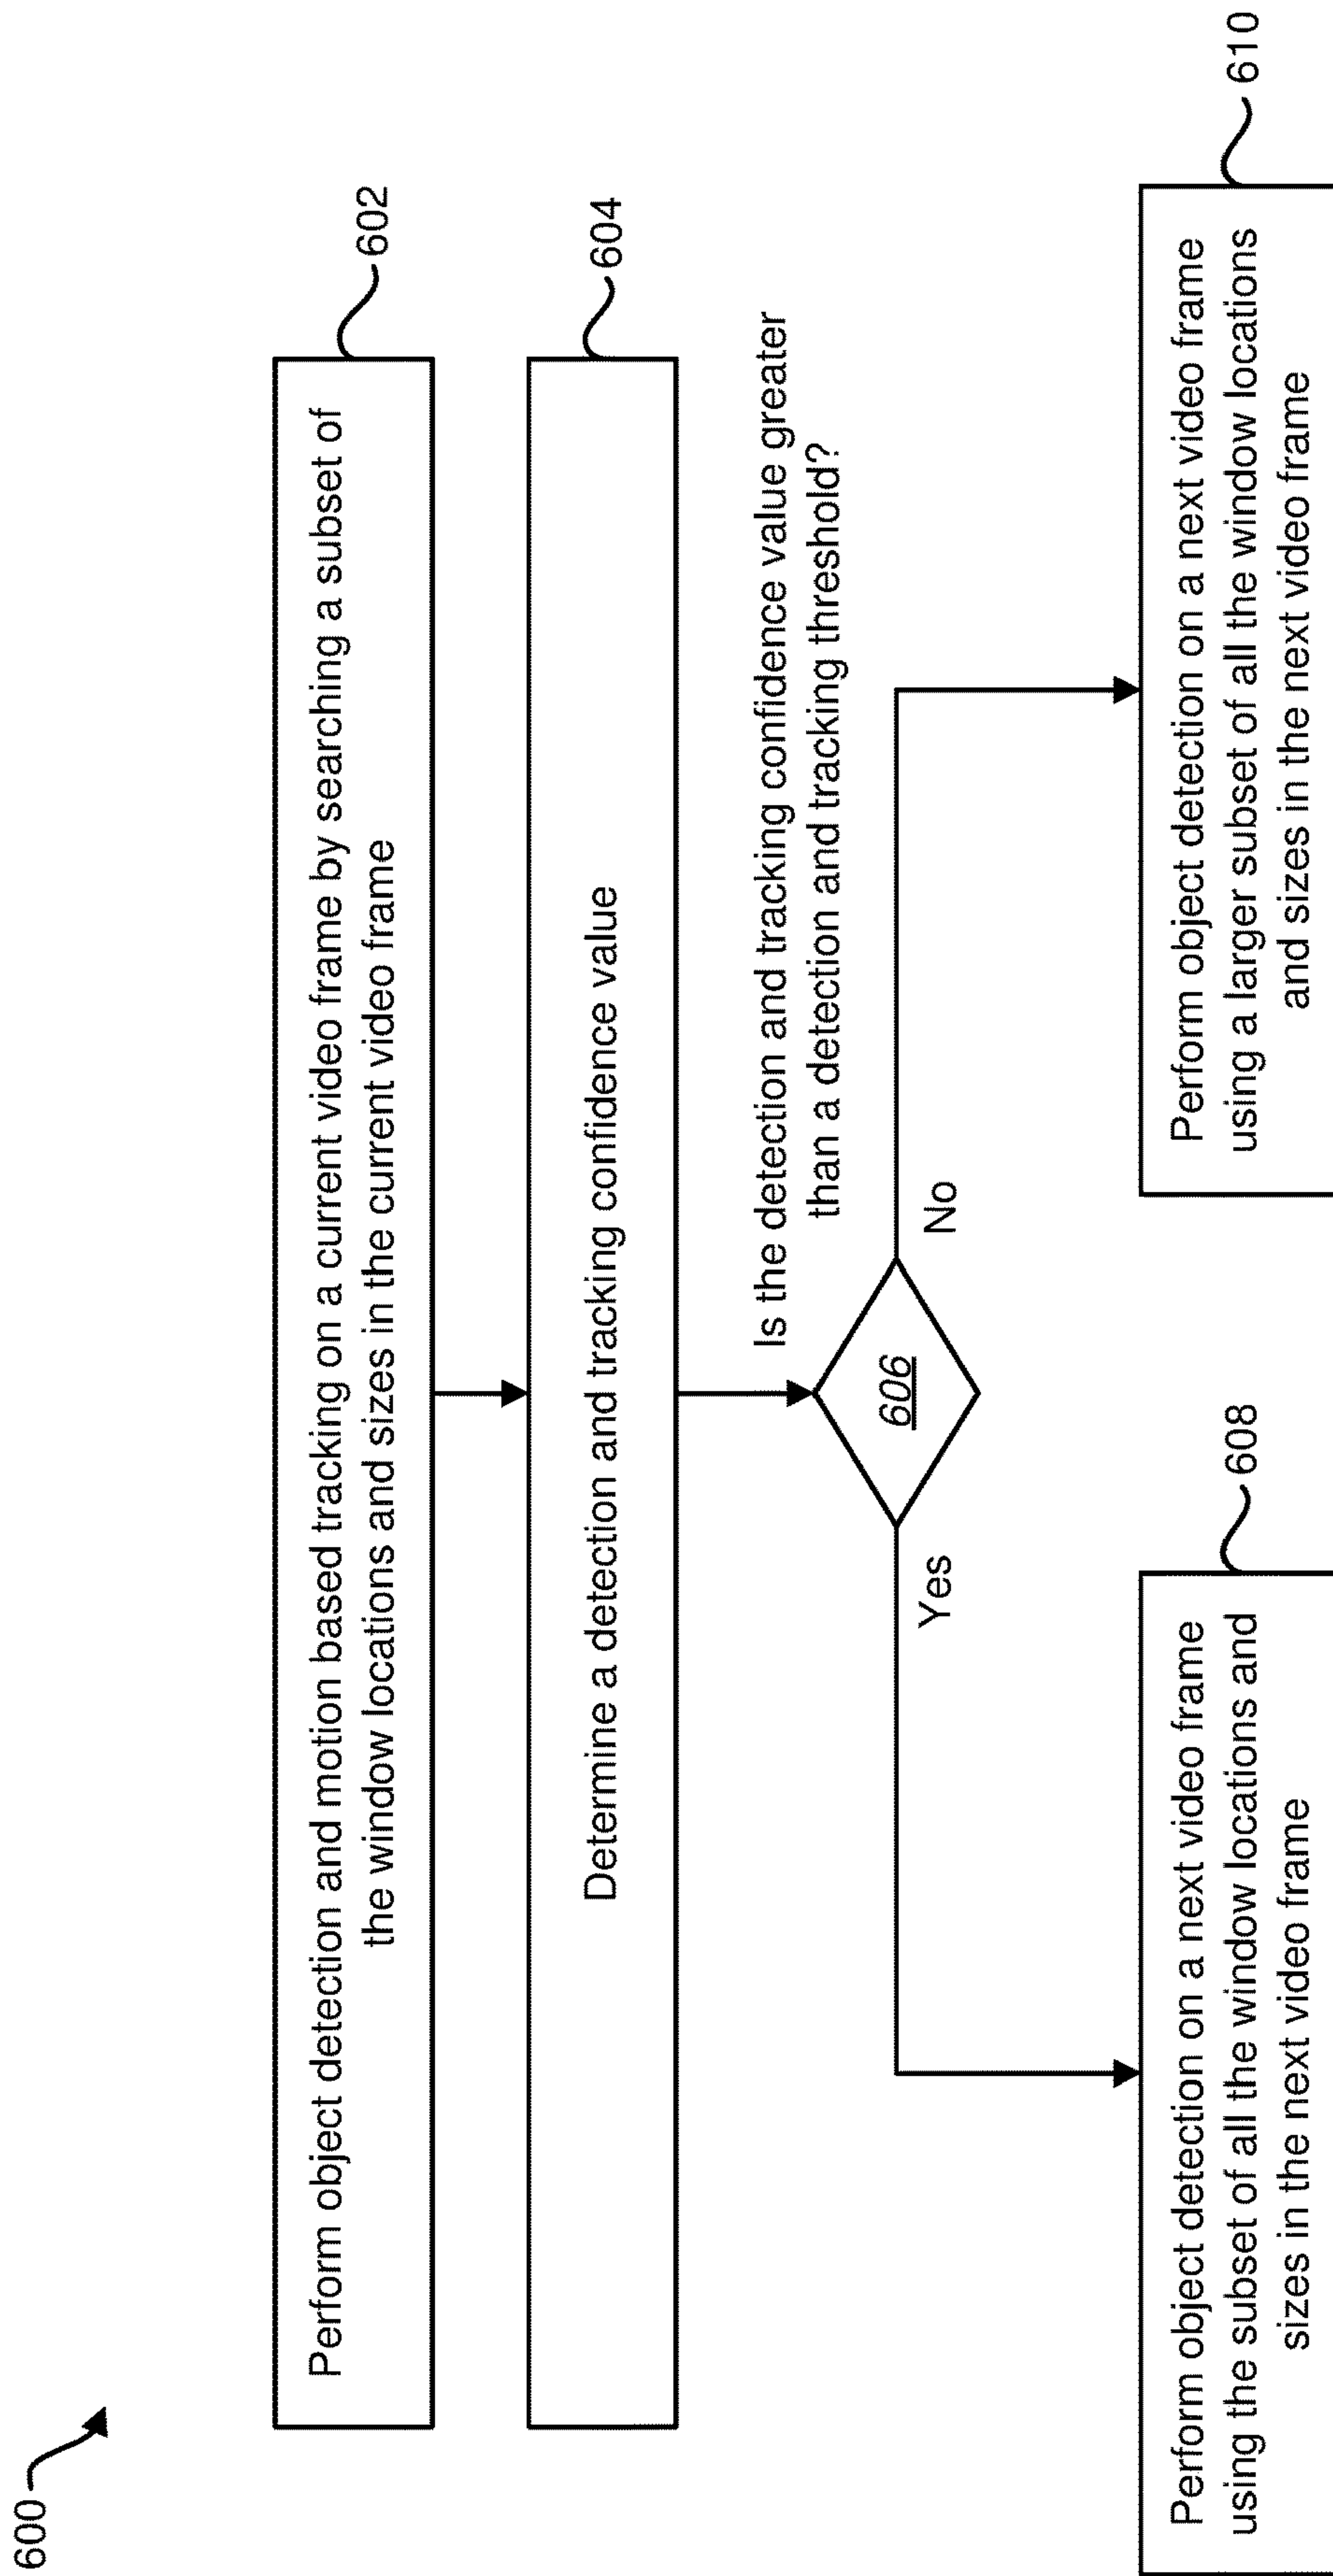 600
Perform object detection and motion based tracking on a current video frame by searching a subset of
the window locations and sizes in the current video frame
602
Determine a detection and tracking confidence value
604
Is the detection and tracking confidence value greater
than a detection and tracking threshold?
606
Yes
No
Perform object detection on a next video frame
using the subset of all the window locations and
sizes in the next video frame
608
Perform object detection on a next video frame
using a larger subset of all the window locations
and sizes in the next video frame
610